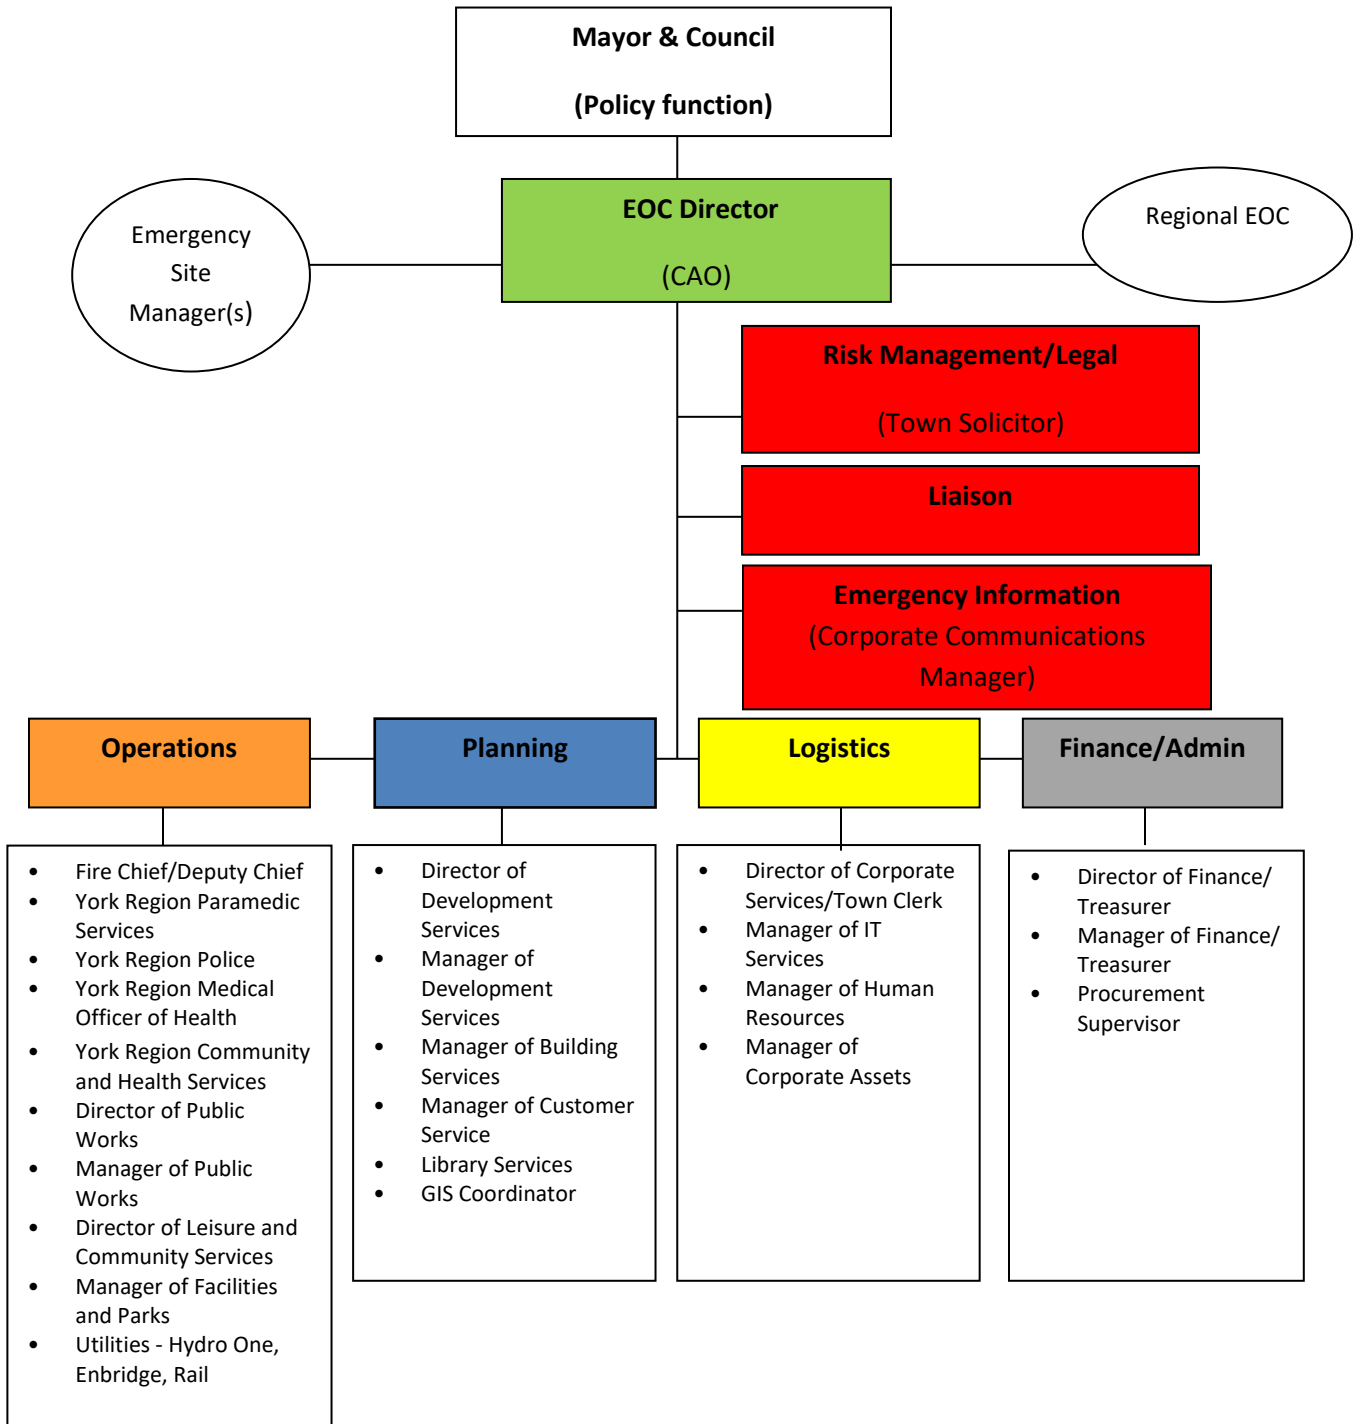 Mayor & Council
(Policy function)
EOC Director
(CAO)
Emergency
Site
Manager(s)
Regional EOC
Risk Management/Legal
(Town Solicitor)
Liaison
Emergency Information
(Corporate Communications
Manager)
Operations
Planning
Logistics
Finance/Admin
• Fire Chief/Deputy Chief
• York Region Paramedic
Services
• York Region Police
• York Region Medical
Officer of Health
• York Region Community
and Health Services
• Director of Public
Works
• Manager of Public
Works
• Director of Leisure and
Community Services
• Manager of Facilities
and Parks
• Utilities - Hydro One,
Enbridge, Rail
• Director of
Development
Services
• Manager of
Development
Services
• Manager of Building
Services
• Manager of Customer
Service
• Library Services
• GIS Coordinator
• Director of Corporate
Services/Town Clerk
• Manager of IT
Services
• Manager of Human
Resources
• Manager of
Corporate Assets
• Director of Finance/
Treasurer
• Manager of Finance/
Treasurer
• Procurement
Supervisor